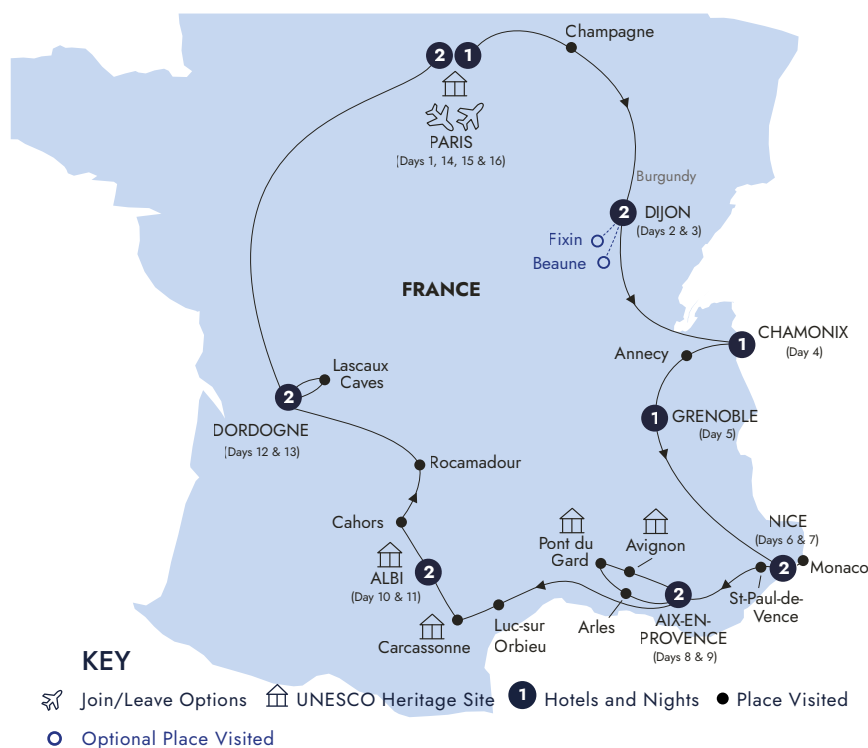 Champagne
2
1
PARIS
(Days 1, 14, 15 & 16)
Burgundy
2
DIJON
(Days 2 & 3)
Fixin
Beaune
FRANCE
CHAMONIX
1
(Day 4)
Annecy
Lascaux
Caves
2
DORDOGNE
(Days 12 & 13)
1
GRENOBLE
(Day 5)
Rocamadour
Cahors
NICE
(Days 6 & 7)
2
Monaco
St-Paul-de-
Vence
Pont du
Gard
Avignon
ALBI
2
(Day 10 & 11)
2
AIX-EN-
PROVENCE
(Days 8 & 9)
Arles
Luc-sur
Orbieu
Carcassonne
KEY
Join/Leave Options
UNESCO Heritage Site
1 Hotels and Nights
Place Visited
Optional Place Visited